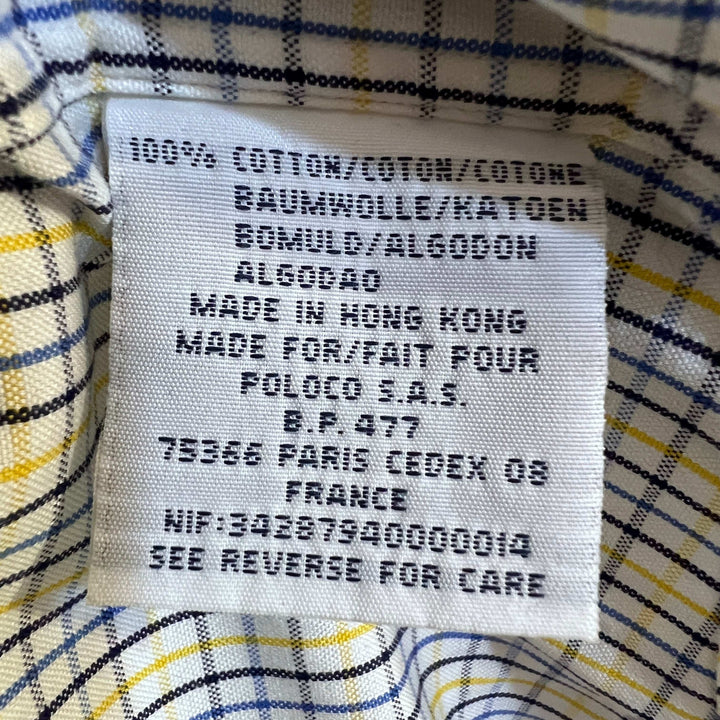 100% COTTON/COTON/COTONE
BAUMWOLLE/KATOEN
BOMULD/ALGODON
ALGODAO
MADE IN HONG KONG
MADE FOR/FAIT POUR
POLOCO S.A.S.
B.P. 477
75366 PARIS CEDEX 08
FRANCE
NIF:34287940000014
SEE REVERSE FOR CARE